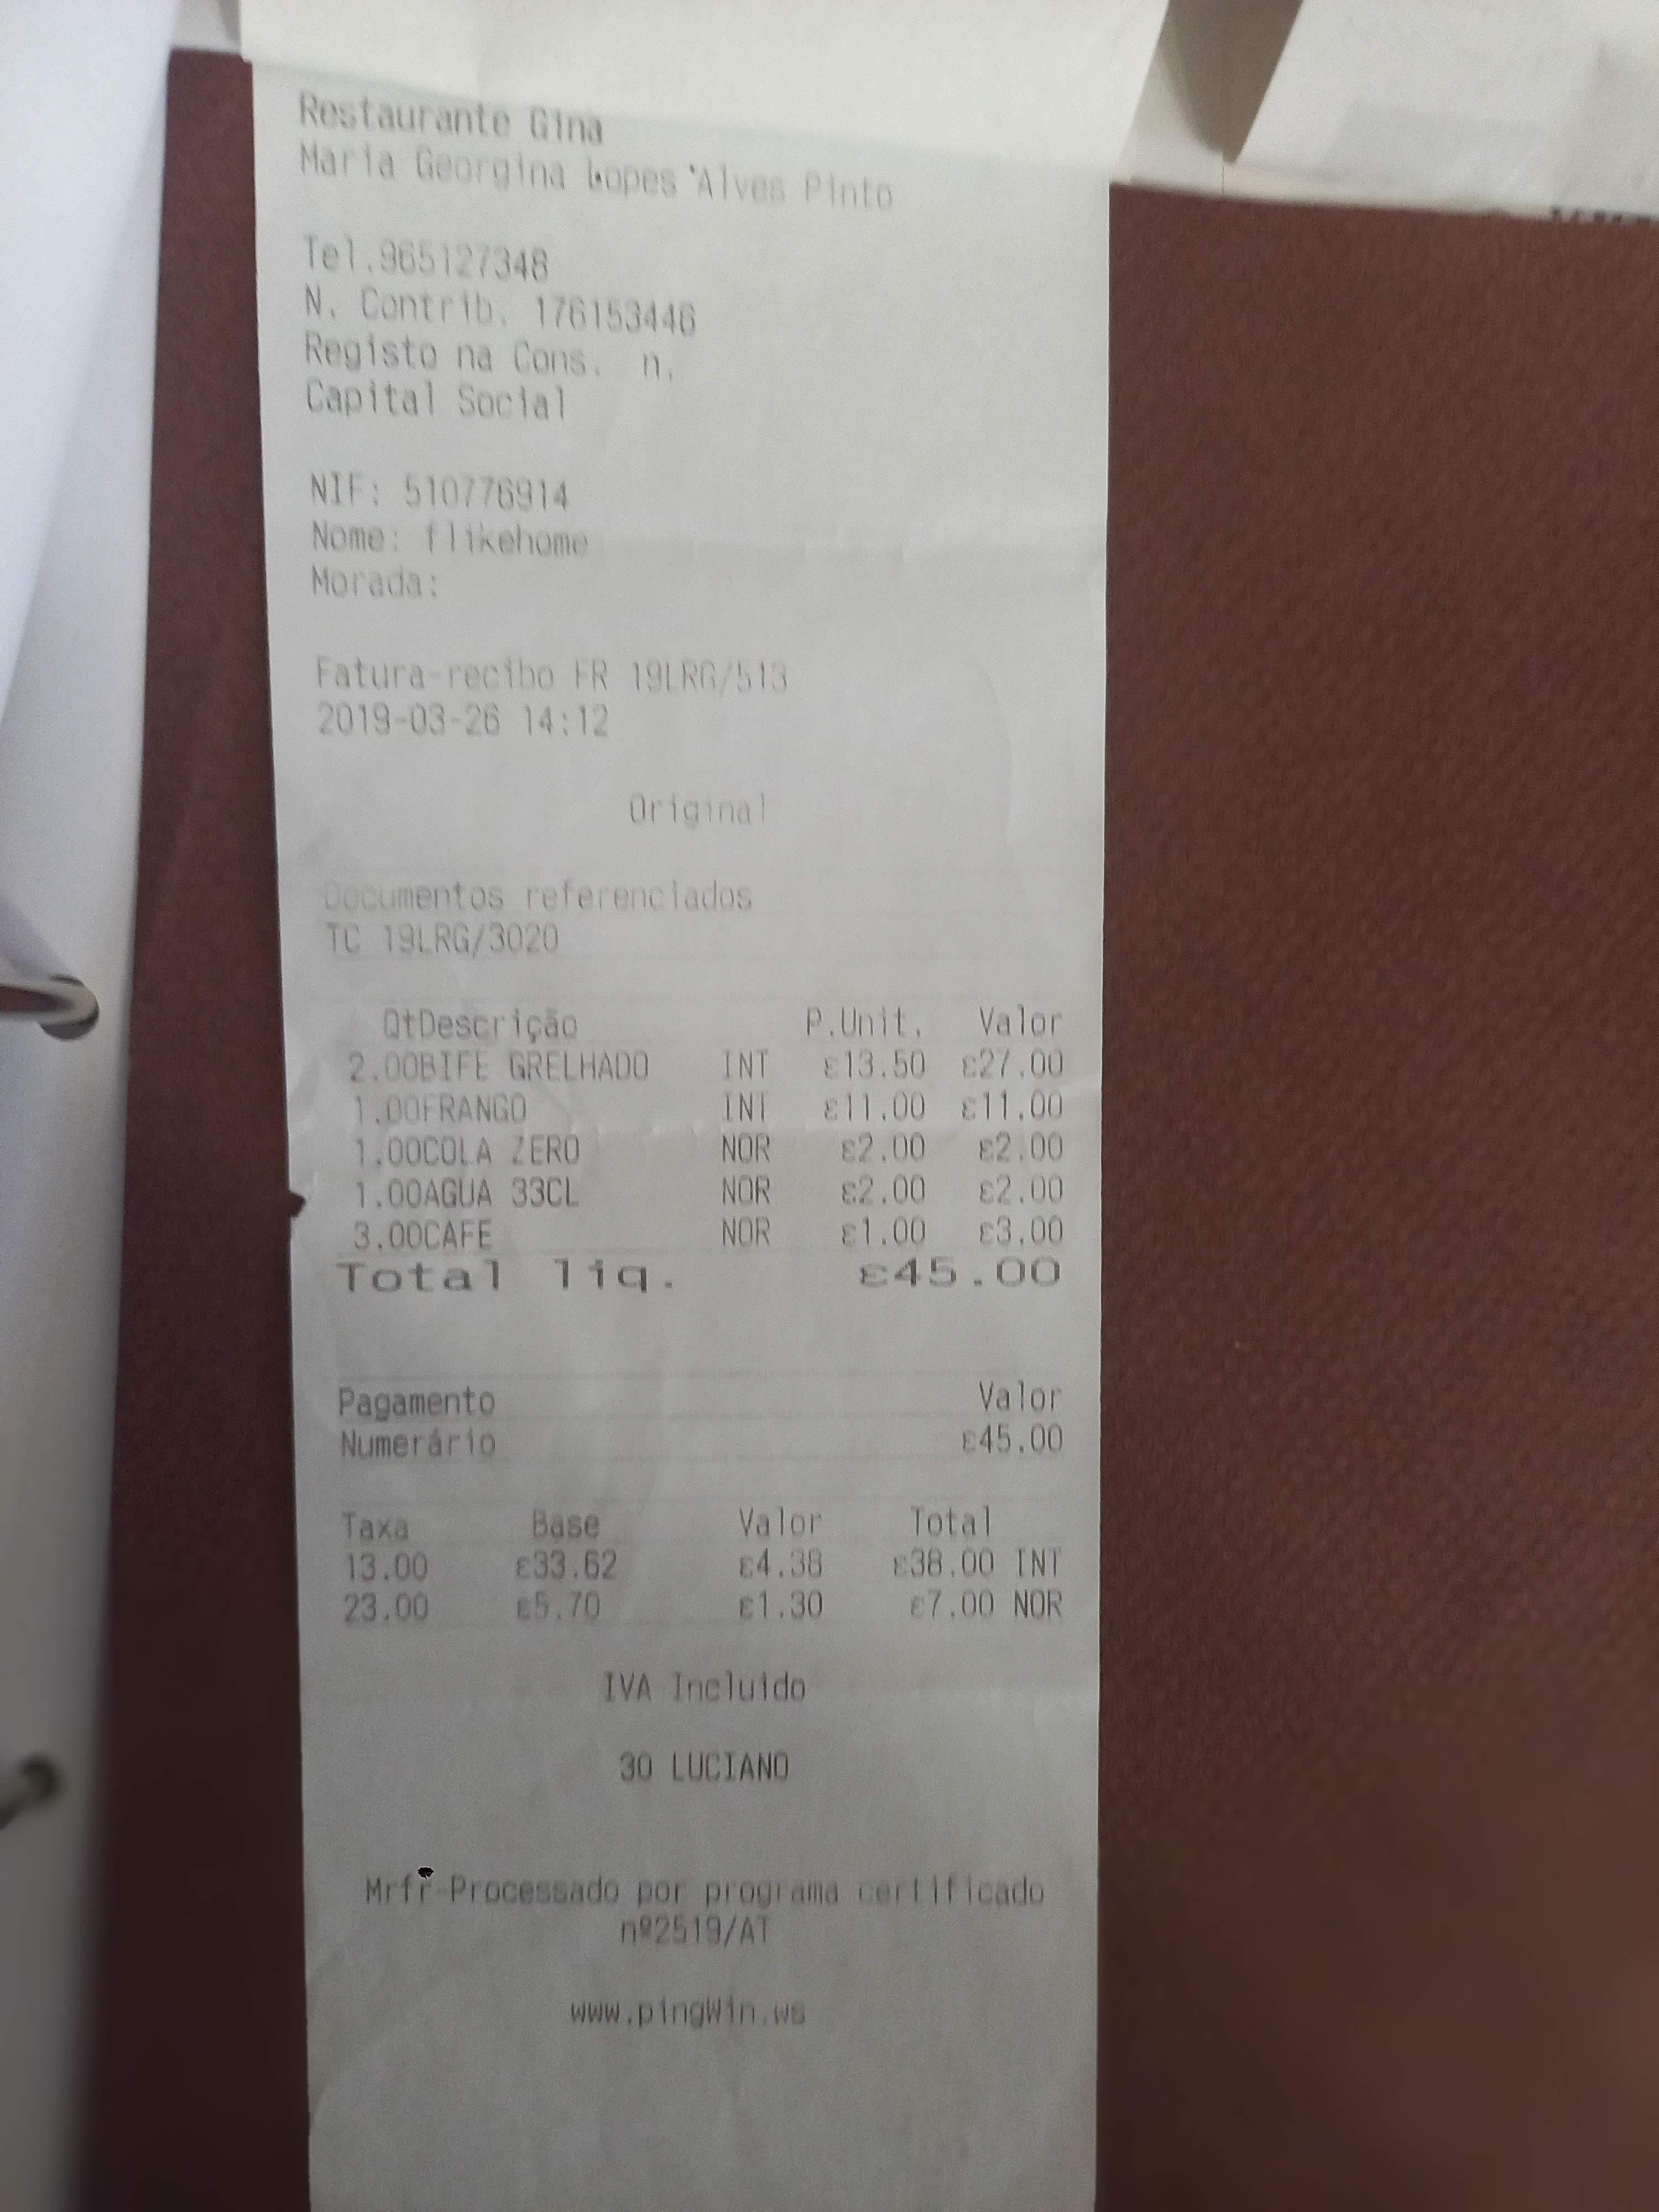 Restaurante Gina
Maria Georgina Lopes Alves Pinto
Tel.965127348
N. Contrib. 176153446
Registo na Cons. n.
Capital Social
NIF: 510776914
Nome: flikehome
Morada:
Fatura-recibo FR 19LRG/513
2019-03-26 14:12
Original
Documentos referenciados
TC 19LRG/3020
QtDescrição P.Unit. Valor
2.00BIFE GRELHADO INT £13.50 £27.00
1.00FRANGO INT £11.00 £11.00
1.00COLA ZERO NOR £2.00 £2.00
1.00AGUA 33CL NOR £2.00 £2.00
3.00CAFE NOR £1.00 £3.00
Total liq. £45.00
Pagamento Valor
Numerário £45.00
Taxa Base Valor Total
13.00 £33.62 £4.38 £38.00 INT
23.00 £5.70 £1.30 £7.00 NOR
IVA Incluido
30 LUCIANO
Mrfr-Processado por programa certificado
nº2519/AT
www.pingWin.ws